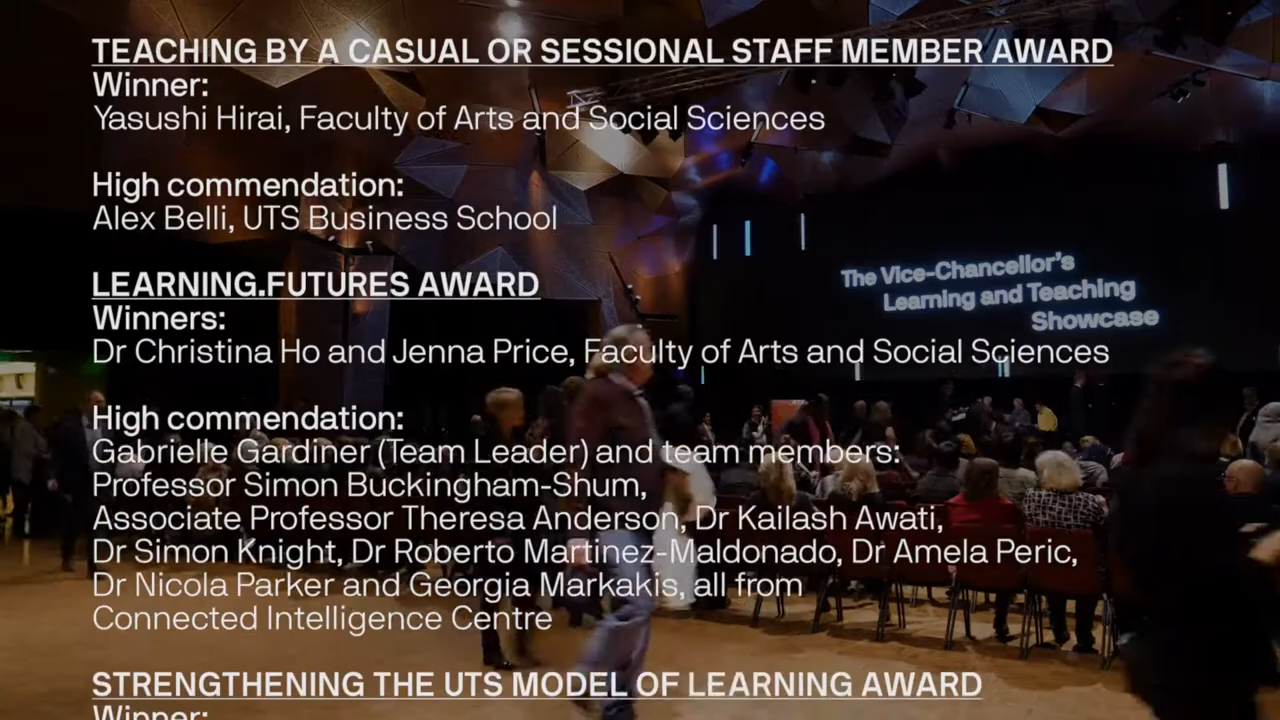 TEACHING BY A CASUAL OR SESSIONAL STAFF MEMBER AWARD
Winner:
Yasushi Hirai, Faculty of Arts and Social Sciences
High commendation:
Alex Belli, UTS Business School
The Vice-Chancellor's
Learning and Teaching
Showcase
LEARNING.FUTURES AWARD
Winners:
Dr Christina Ho and Jenna Price, Faculty of Arts and Social Sciences
High commendation:
Gabrielle Gardiner (Team Leader) and team members:
Professor Simon Buckingham-Shum,
Associate Professor Theresa Anderson, Dr Kailash Awati,
Dr Simon Knight, Dr Roberto Martinez-Maldonado, Dr Amela Peric,
Dr Nicola Parker and Georgia Markakis, all from
Connected Intelligence Centre
STRENGTHENING THE UTS MODEL OF LEARNING AWARD
Winner: